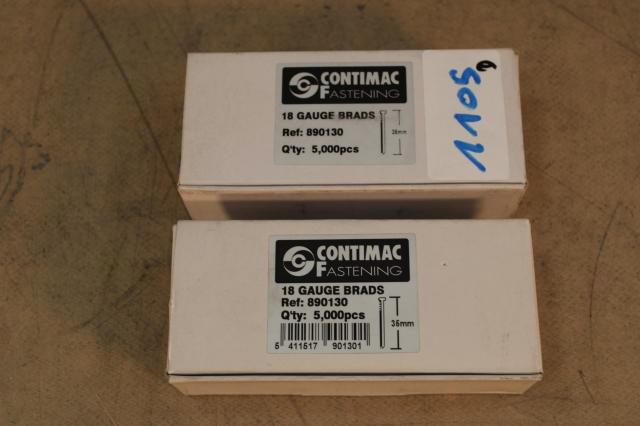 CONTIMAC
FASTENING
18 GAUGE BRADS
Ref: 890130
Q'ty: 5,000pcs
1105
CONTIMAC
FASTENING
18 GAUGE BRADS
Ref: 890130
Q'ty: 5,000pcs
35mm
5 411517 901301